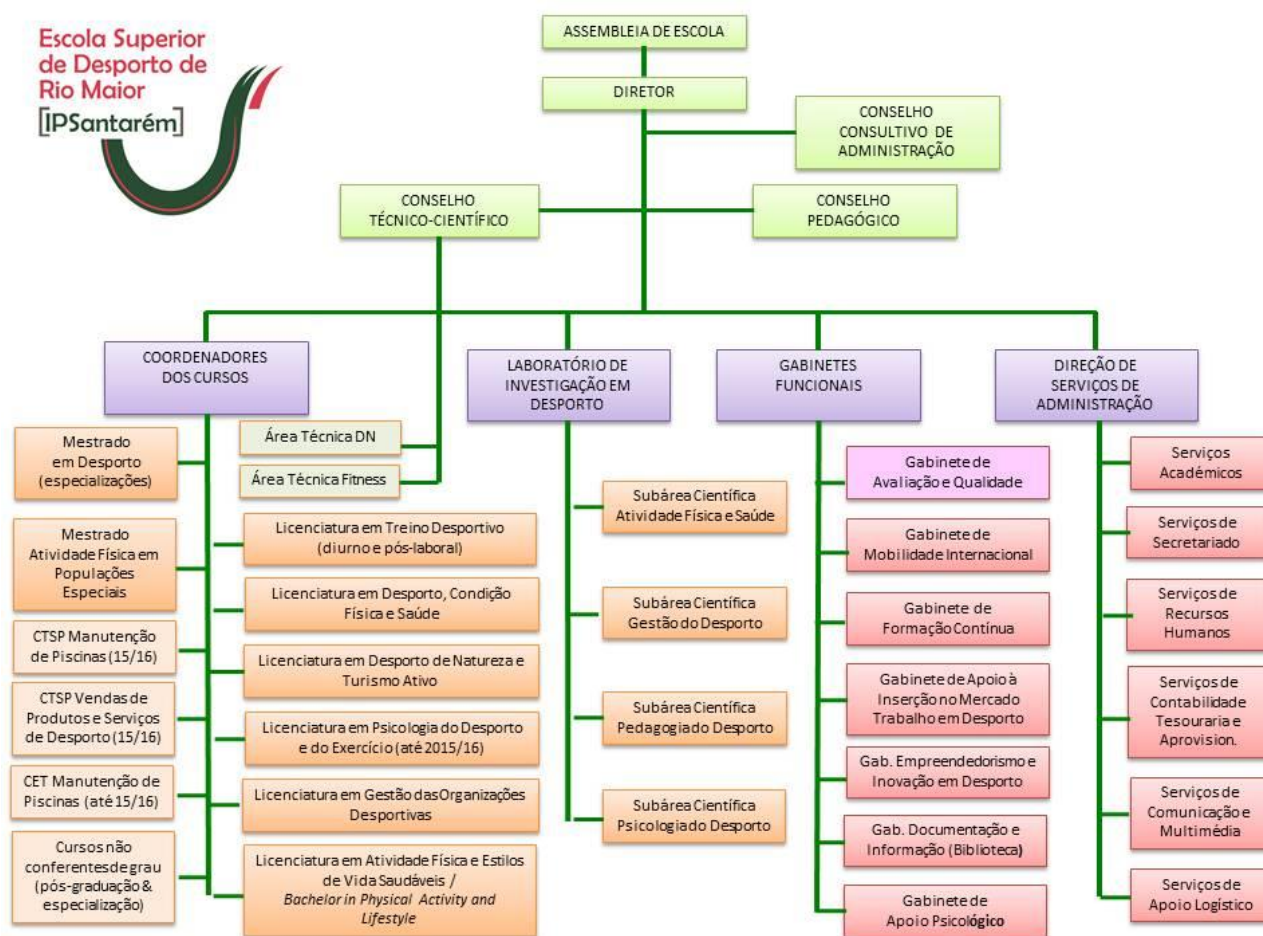 Escola Superior
de Desporto de
Rio Maior
[IPSantarém]
ASSEMBLEIA DE ESCOLA
DIRETOR
CONSELHO
CONSULTIVO DE
ADMINISTRAÇÃO
CONSELHO
TÉCNICO-CIENTÍFICO
CONSELHO
PEDAGÓGICO
COORDENADORES
DOS CURSOS
LABORATÓRIO DE
INVESTIGAÇÃO EM
DESPORTO
GABINETES
FUNCIONAIS
DIREÇÃO DE
SERVIÇOS DE
ADMINISTRAÇÃO
Mestrado
em Desporto
(especializações)
Mestrado
Atividade Física em
Populações
Especiais
CTSP Manutenção
de Piscinas (15/16)
CTSP Vendas de
Produtos e Serviços
de Desporto (15/16)
CET Manutenção de
Piscinas (até 15/16)
Cursos não
conferentes de grau
(pós-graduação &
especialização)
Área Técnica DN
Área Técnica Fitness
Licenciatura em Treino Desportivo
(diurno e pós-laboral)
Licenciatura em Desporto, Condição
Física e Saúde
Licenciatura em Desporto de Natureza e
Turismo Ativo
Licenciatura em Psicologia do Desporto
e do Exercício (até 2015/16)
Licenciatura em Gestão das Organizações
Desportivas
Licenciatura em Atividade Física e Estilos
de Vida Saudáveis /
Bachelor in Physical Activity and
Lifestyle
Subárea Científica
Atividade Física e Saúde
Subárea Científica
Gestão do Desporto
Subárea Científica
Pedagogia do Desporto
Subárea Científica
Psicologia do Desporto
Gabinete de
Avaliação e Qualidade
Gabinete de
Mobilidade Internacional
Gabinete de
Formação Contínua
Gabinete de Apoio à
Inserção no Mercado
Trabalho em Desporto
Gab. Empreendedorismo e
Inovação em Desporto
Gab. Documentação e
Informação (Biblioteca)
Gabinete de
Apoio Psicológico
Serviços
Académicos
Serviços de
Secretariado
Serviços de
Recursos
Humanos
Serviços de
Contabilidade
Tesouraria e
Aprovision.
Serviços de
Comunicação e
Multimédia
Serviços de
Apoio Logístico